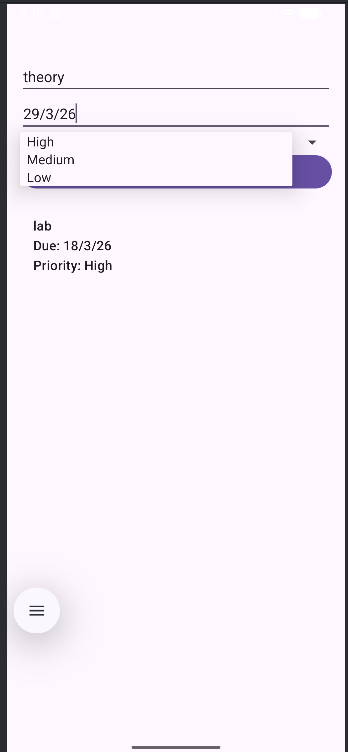 theory
29/3/26
High
Medium
Low
lab
Due: 18/3/26
Priority: High